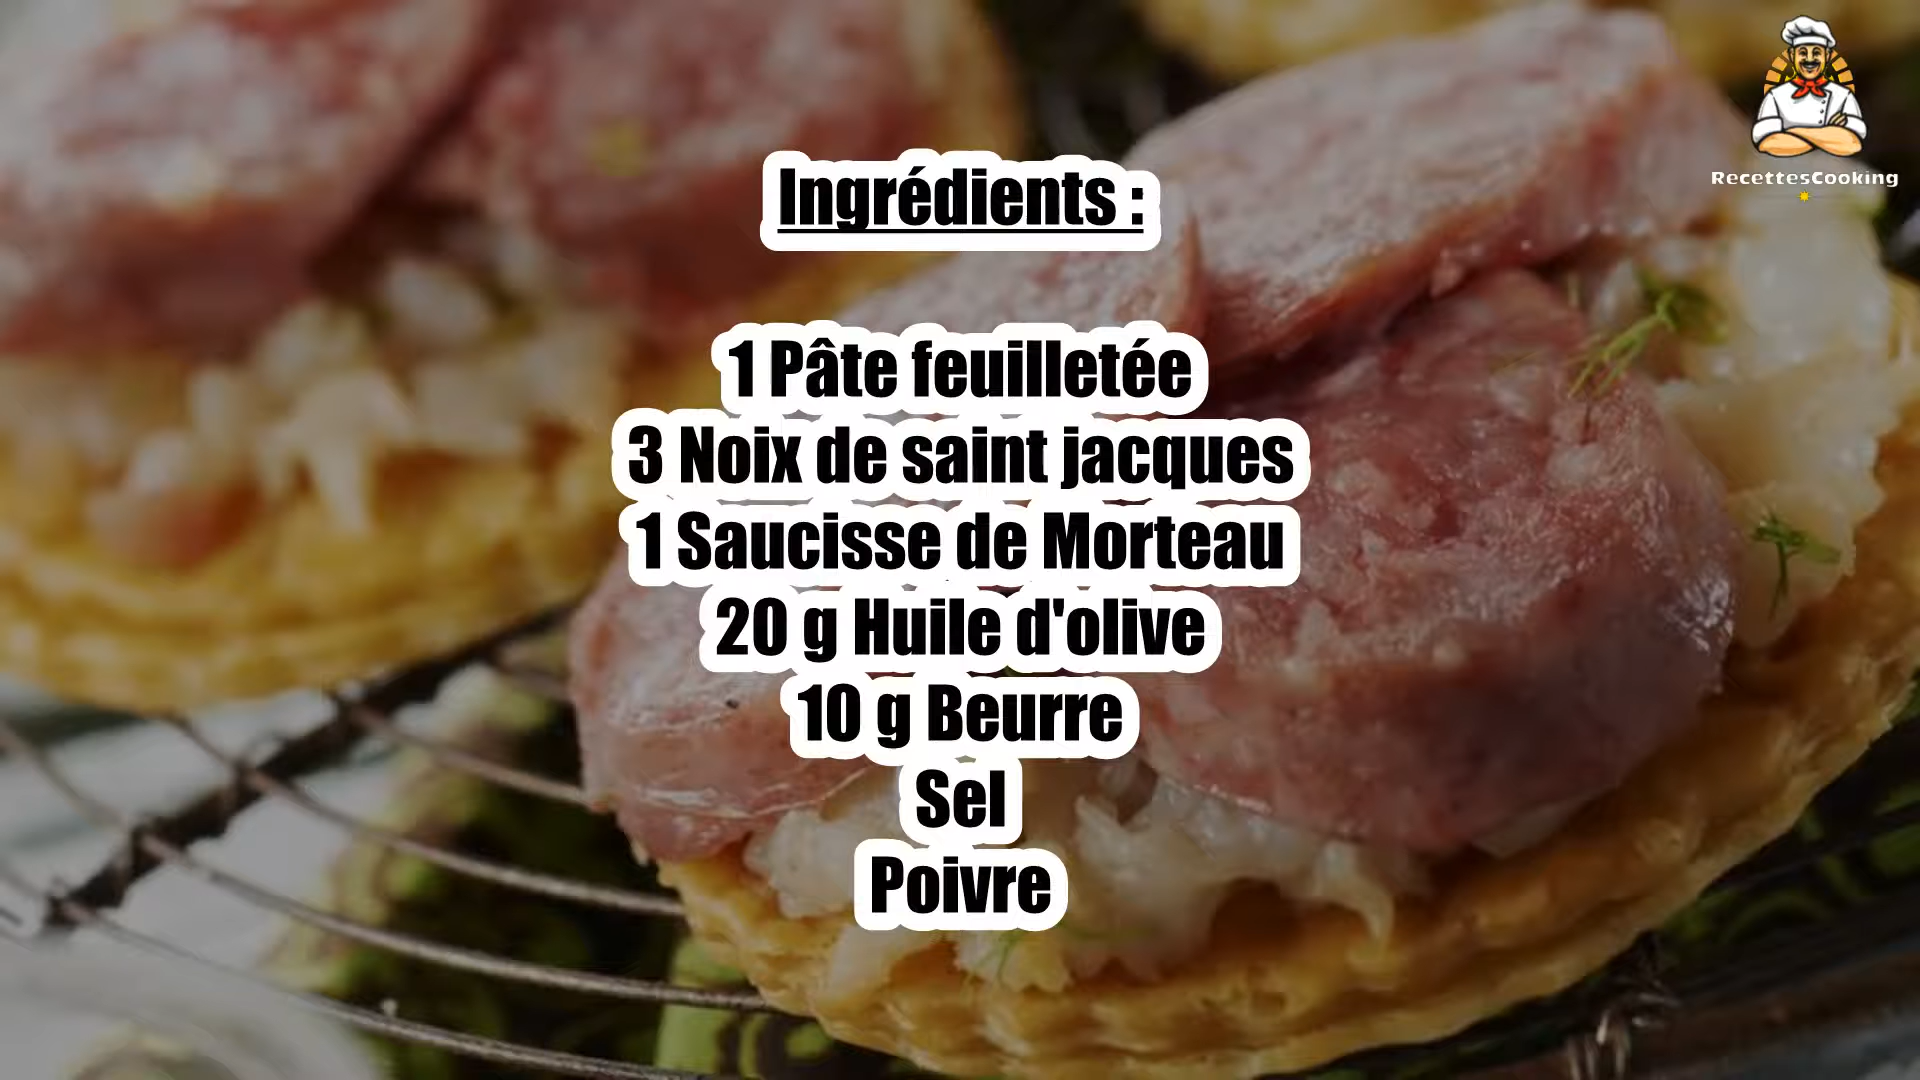 RecettesCooking
Ingrédients :
1 Pâte feuilletée
3 Noix de saint jacques
1 Saucisse de Morteau
20 g Huile d'olive
10 g Beurre
Sel
Poivre